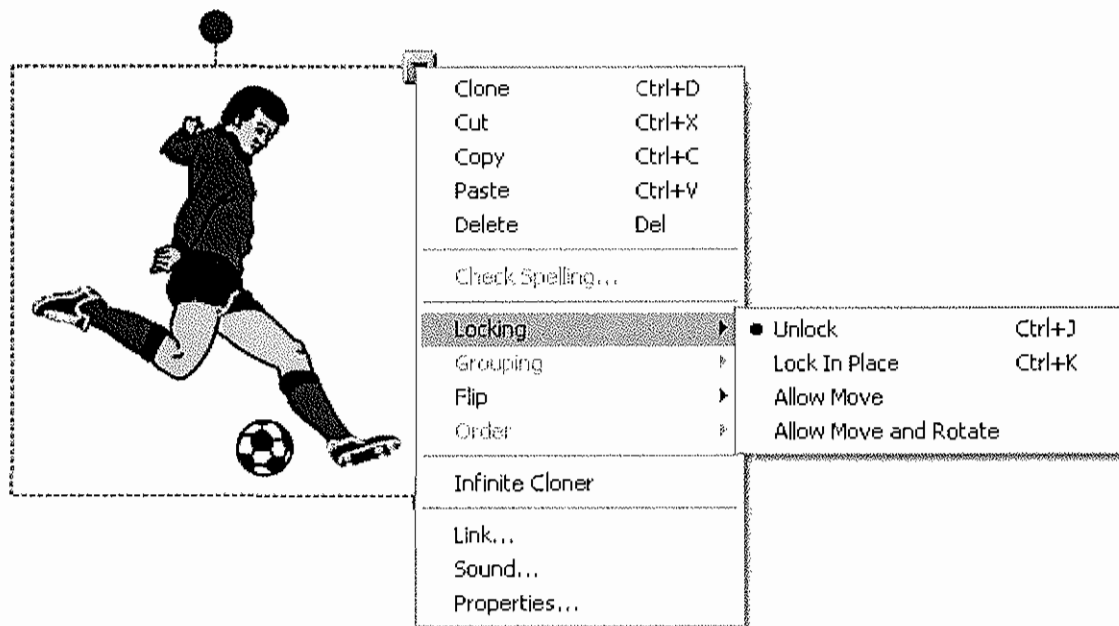 Clone Ctrl+D
Cut Ctrl+X
Copy Ctrl+C
Paste Ctrl+V
Delete Del
Check Spelling...
Locking
Grouping
Flip
Order
Infinite Cloner
Link...
Sound...
Properties...
Unlock Ctrl+J
Lock In Place Ctrl+K
Allow Move
Allow Move and Rotate